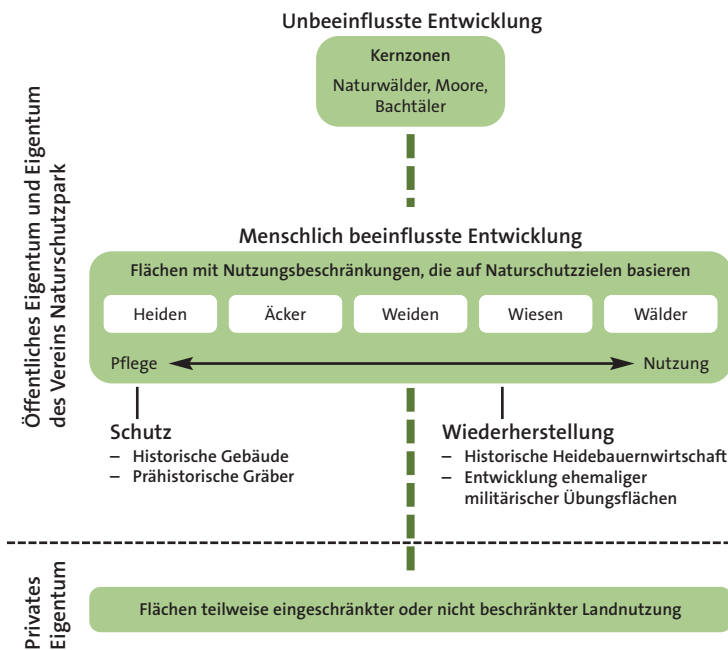 Unbeeinflusste Entwicklung
Kernzonen
Naturwälder, Moore,
Bachtäler
Öffentliches Eigentum und Eigentum
des Vereins Naturschutzpark
Menschlich beeinflusste Entwicklung
Flächen mit Nutzungsbeschränkungen, die auf Naturschutzzielen basieren
Heiden Äcker Weiden Wiesen Wälder
Pflege Nutzung
Schutz
– Historische Gebäude
– Prähistorische Gräber
Wiederherstellung
– Historische Heidebauernwirtschaft
– Entwicklung ehemaliger
militärischer Übungsflächen
Privates
Eigentum
Flächen teilweise eingeschränkter oder nicht beschränkter Landnutzung